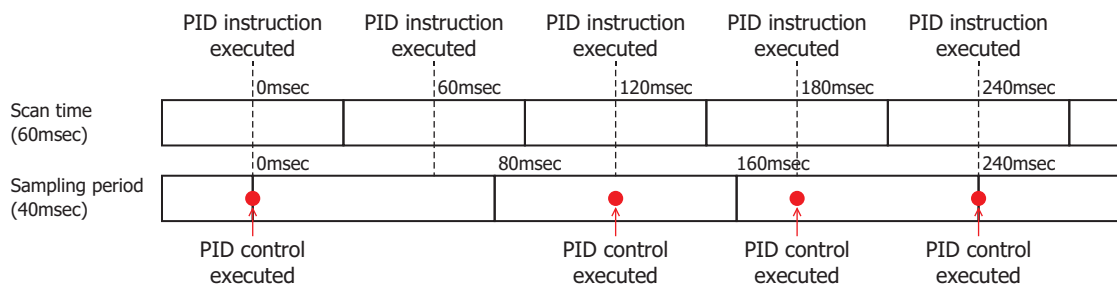 PID instruction executed
PID instruction executed
PID instruction executed
PID instruction executed
PID instruction executed
0msec
60msec
120msec
180msec
240msec
Scan time
(60msec)
0msec
80msec
160msec
240msec
Sampling period
(40msec)
PID control executed
PID control executed
PID control executed
PID control executed